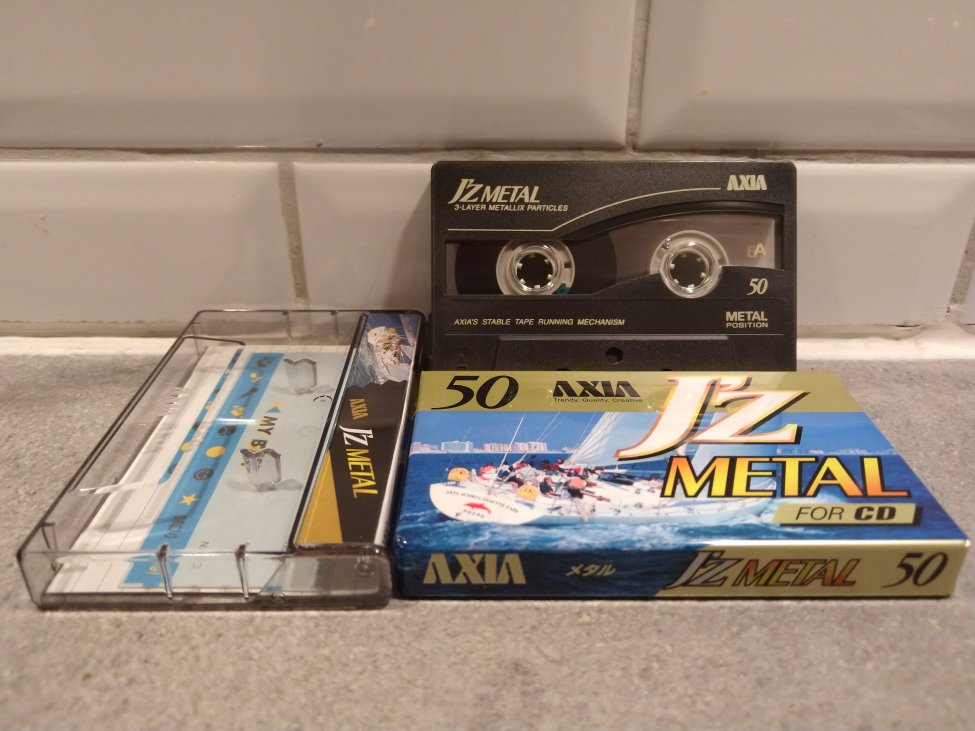 J'Z METAL
3-LAYER METALLIX PARTICLES
AXIA
A
50
AXIA'S STABLE TAPE RUNNING MECHANISM
METAL
POSITION
A
AXIA J'Z METAL
MY B
50 AXIA
Trendy, Quality, Creative
J'Z
METAL
FOR CD
AXIA メタル J'Z METAL 50